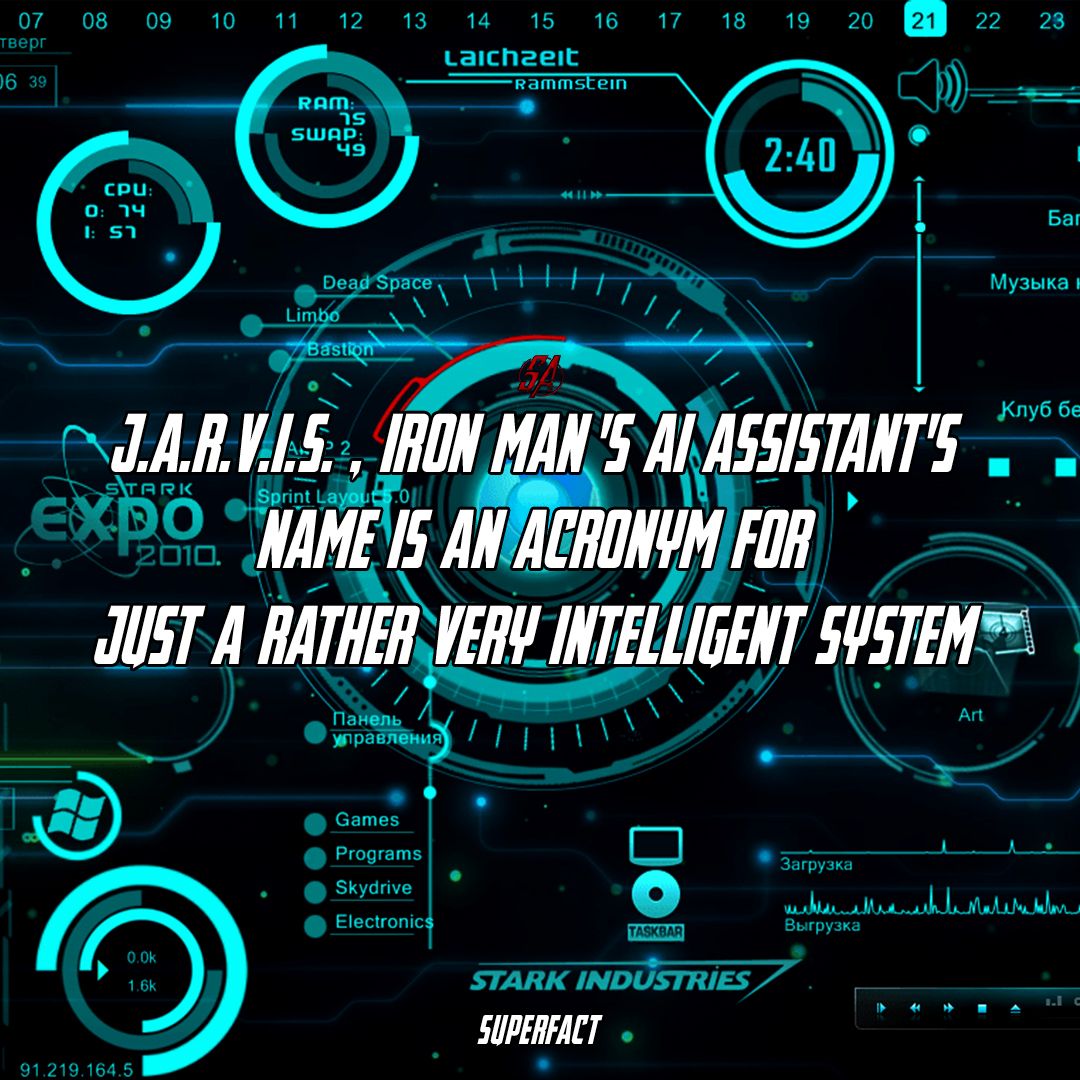 07 08 09 10 11 12 13 14 15 16 17 18 19 20 21 22 23
тверг
06 39
Laichzeit
Rammstein
RAM:
75
SWAP:
49
2:40
CPU:
0: 74
1: 57
Dead Space
Limbo
Bastion
Музыка
SA
Клуб бе
J.A.R.V.I.S. , IRON MAN 'S AI ASSISTANT'S
STARK
expo
2010.
Sprint Layout 5.0
NAME IS AN ACRONYM FOR
JUST A RATHER VERY INTELLIGENT SYSTEM
Art
Панель
управления
Games
Programs
Skydrive
Electronics
TASKBAR
Загрузка
Выгрузка
0.0k
1.6k
STARK INDUSTRIES
SUPERFACT
91.219.164.5